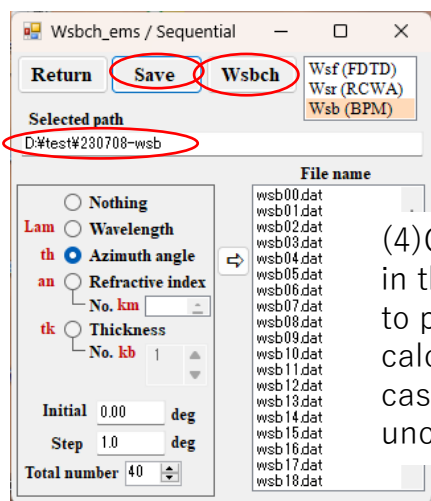 Wsbch_ems / Sequential
Return Save Wsbch
Wsf (FDTD)
Wsr (RCWA)
Wsb (BPM)
Selected path
D:¥test¥230708-wsb
File name
Nothing
Lam Wavelength
th Azimuth angle
an Refractive index
No. km
tk Thickness
No. kb 1
Initial 0.00 deg
Step 1.0 deg
Total number 40
wsb00.dat
wsb01.dat
wsb02.dat
wsb03.dat
wsb04.dat
wsb05.dat
wsb06.dat
wsb07.dat
wsb08.dat
wsb09.dat
wsb10.dat
wsb11.dat
wsb12.dat
wsb13.dat
wsb14.dat
wsb15.dat
wsb16.dat
wsb17.dat
wsb18.dat
(4)
in
to